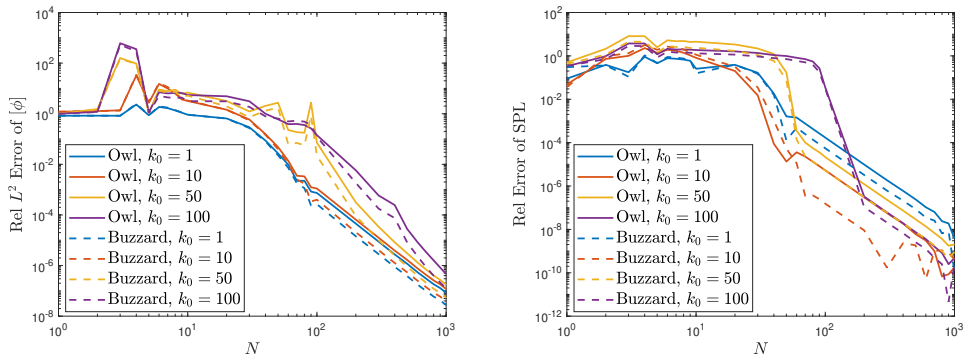 10^4
10^2
10^0
10^-2
10^-4
10^-6
10^-8
Rel L^2 Error of [ϕ]
Owl, k_0 = 1
Owl, k_0 = 10
Owl, k_0 = 50
Owl, k_0 = 100
Buzzard, k_0 = 1
Buzzard, k_0 = 10
Buzzard, k_0 = 50
Buzzard, k_0 = 100
10^0 10^1 10^2 10^3
N
10^2
10^0
10^-2
10^-4
10^-6
10^-8
10^-10
10^-12
Rel Error of SPL
Owl, k_0 = 1
Owl, k_0 = 10
Owl, k_0 = 50
Owl, k_0 = 100
Buzzard, k_0 = 1
Buzzard, k_0 = 10
Buzzard, k_0 = 50
Buzzard, k_0 = 100
10^0 10^1 10^2 10^3
N